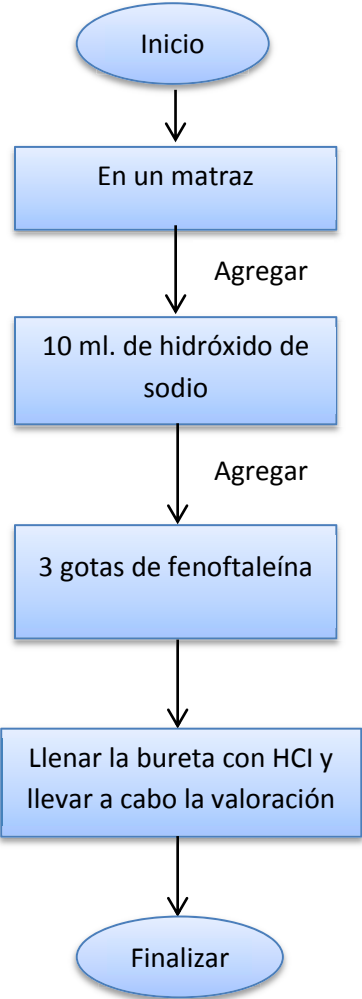 Inicio
En un matraz
Agregar
10 ml. de hidróxido de
sodio
Agregar
3 gotas de fenoftaleína
Llenar la bureta con HCI y
llevar a cabo la valoración
Finalizar